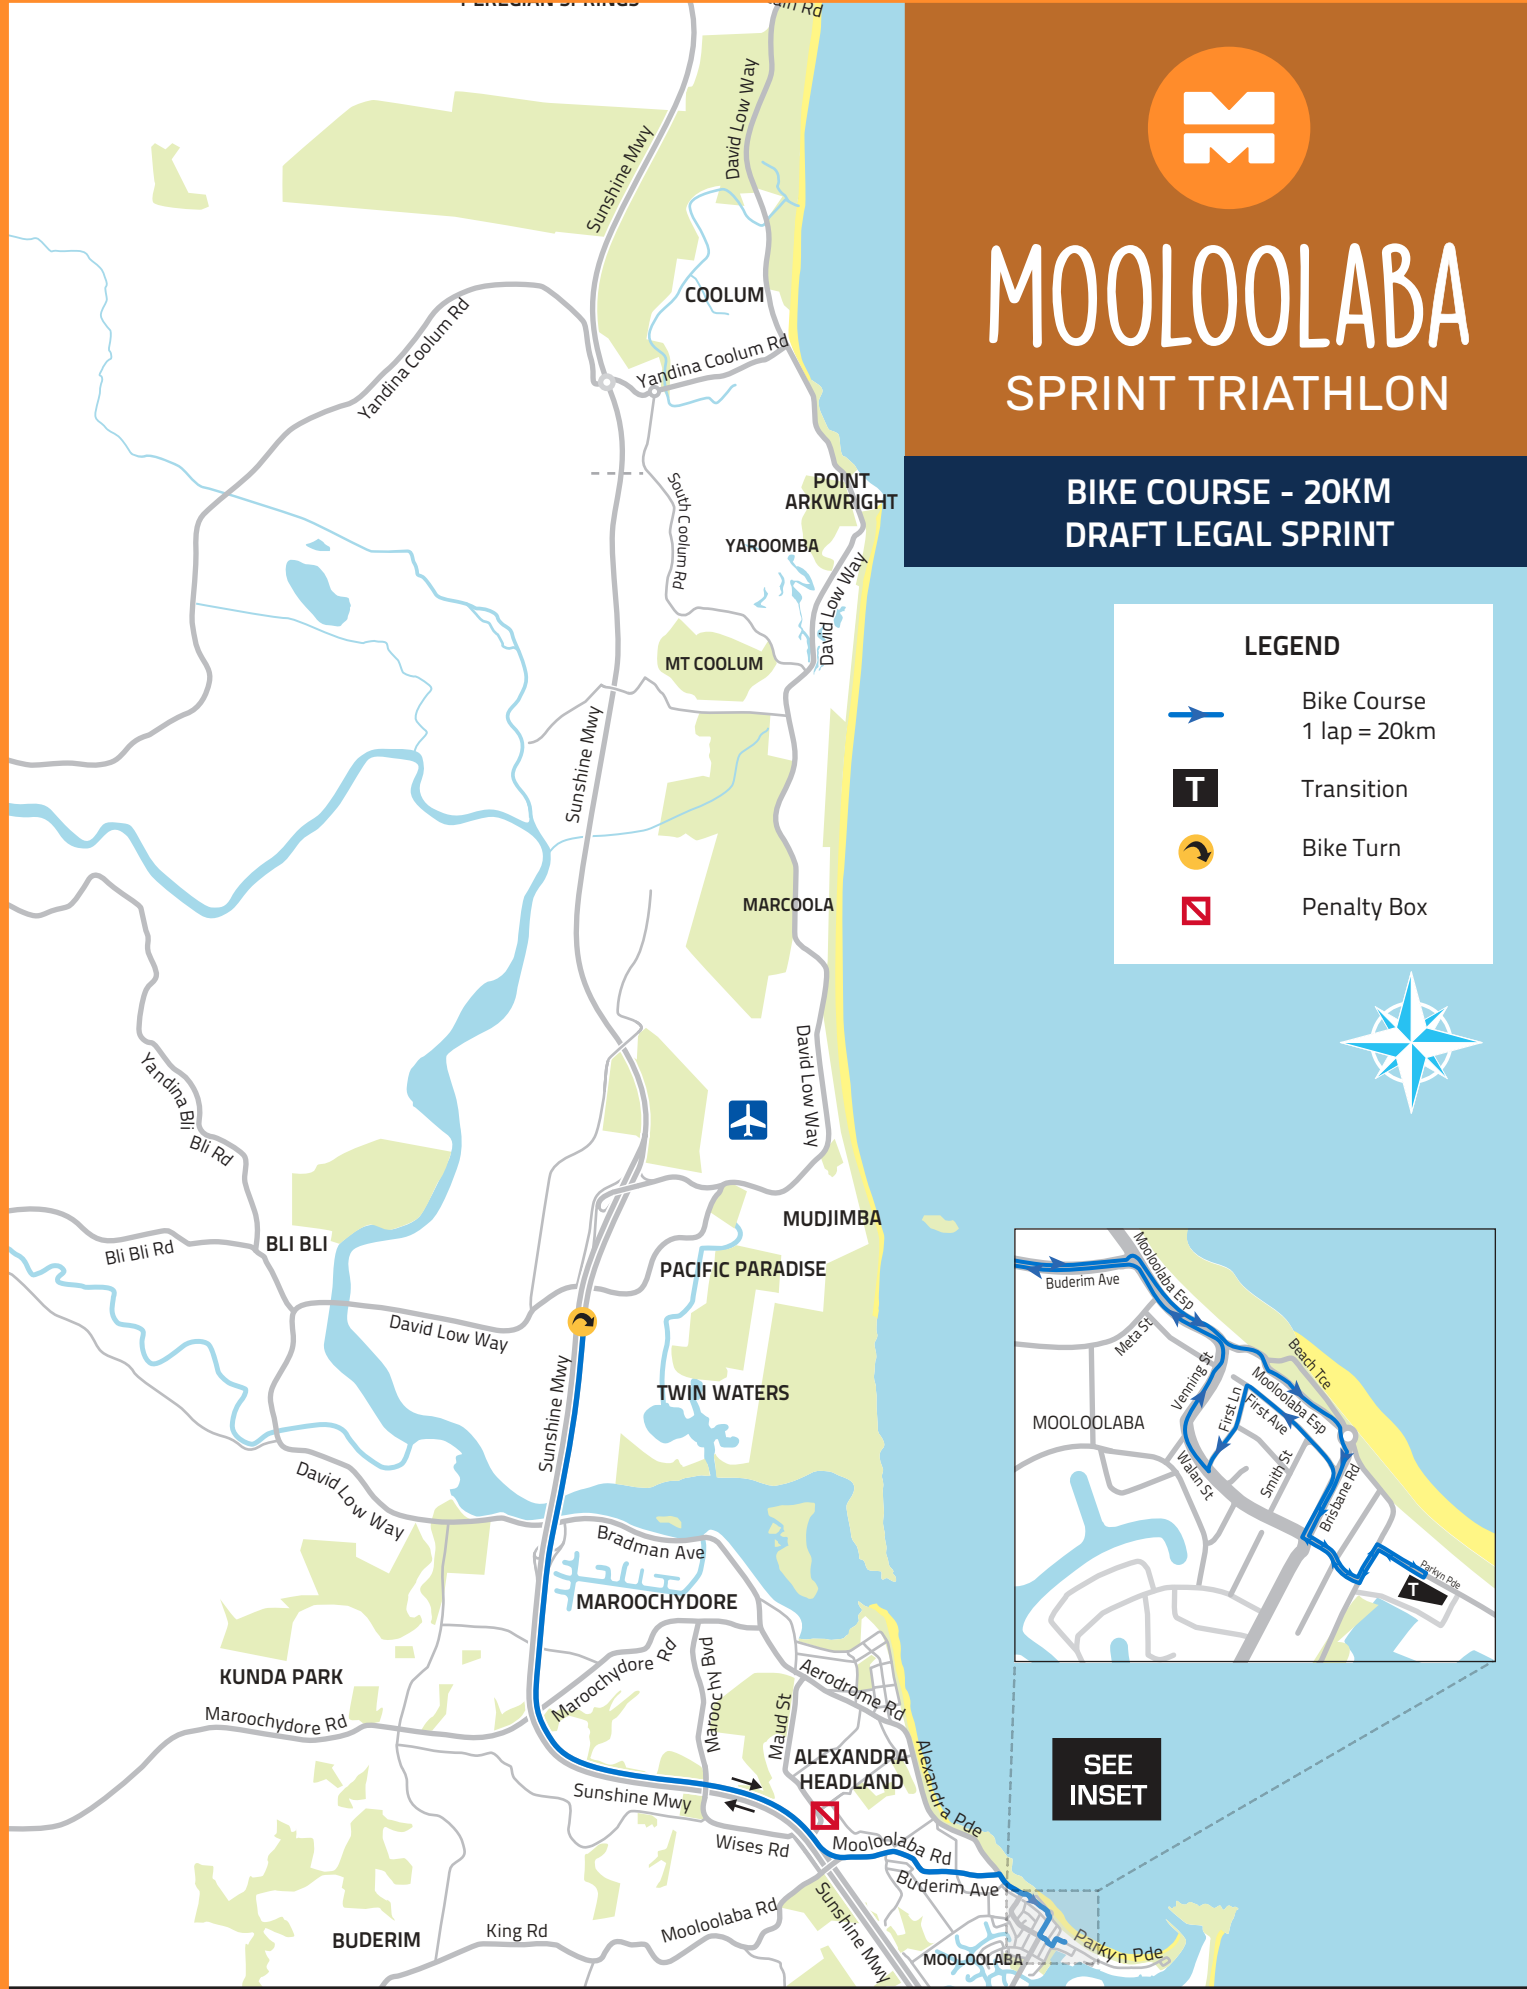 PEREGIAN SPRINGS
David Low Way
Sunshine Mwy
COOLUM
Yandina Coolum Rd
Yandina Coolum Rd
POINT
ARKWRIGHT
South Coolum Rd
YAROOMBA
David Low Way
MT COOLUM
Sunshine Mwy
MARCOOLA
David Low Way
Yandina Bli
Bli Rd
MUDJIMBA
BLI BLI
Bli Bli Rd
PACIFIC PARADISE
David Low Way
Sunshine Mwy
TWIN WATERS
David Low Way
Bradman Ave
MAROOCHYDORE
KUNDA PARK
Maroochydore Rd
Maroochydore Rd
Maroochy Bvd
Maud St
Aerodrome Rd
ALEXANDRA
HEADLAND
Alexandra Pde
Sunshine Mwy
Wises Rd
Mooloolaba Rd
Buderim Ave
BUDERIM
King Rd
Mooloolaba Rd
Sunshine Mwy
MOOLOOLABA
Parkyn Pde
MOOLOOLABA
SPRINT TRIATHLON
BIKE COURSE - 20KM
DRAFT LEGAL SPRINT
LEGEND
Bike Course
1 lap = 20km
T
Transition
Bike Turn
Penalty Box
Mooloolaba Esp
Buderim Ave
Meta St
Beach Tce
Venning St
Mooloolaba Esp
First Ln
First Ave
MOOLOOLABA
Walan St
Smith St
Brisbane Rd
Parkyn Pde
T
SEE
INSET